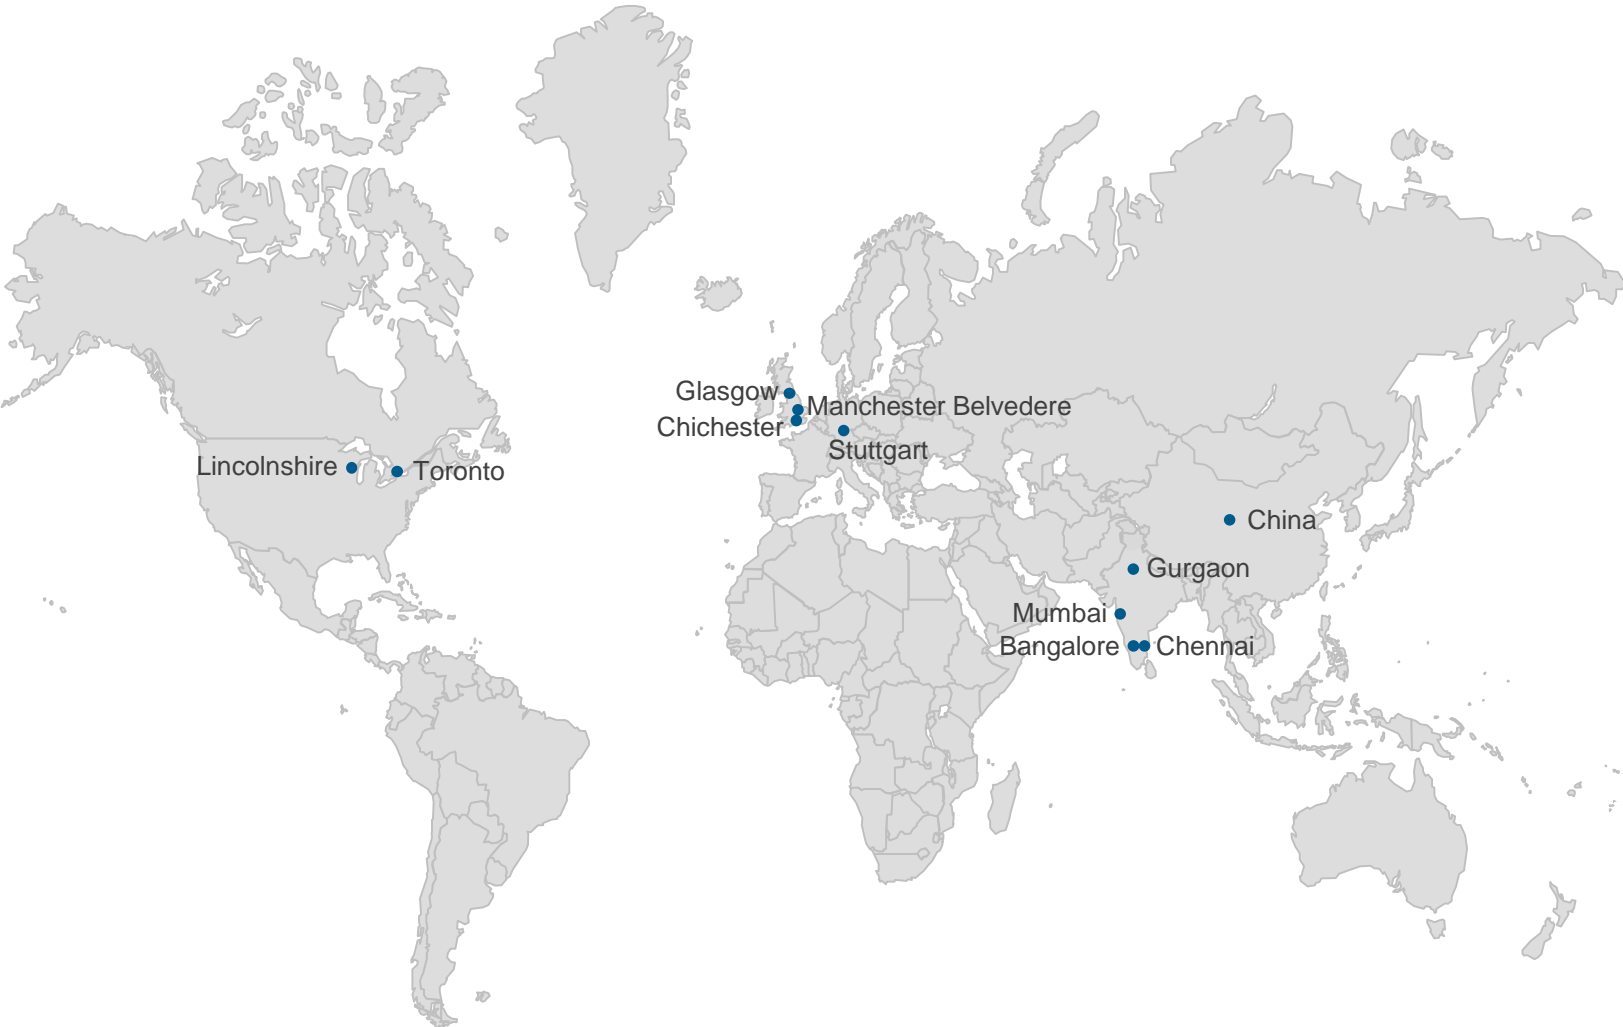 Glasgow
Manchester Belvedere
Chichester
Stuttgart
Lincolnshire
Toronto
China
Gurgaon
Mumbai
Bangalore
Chennai